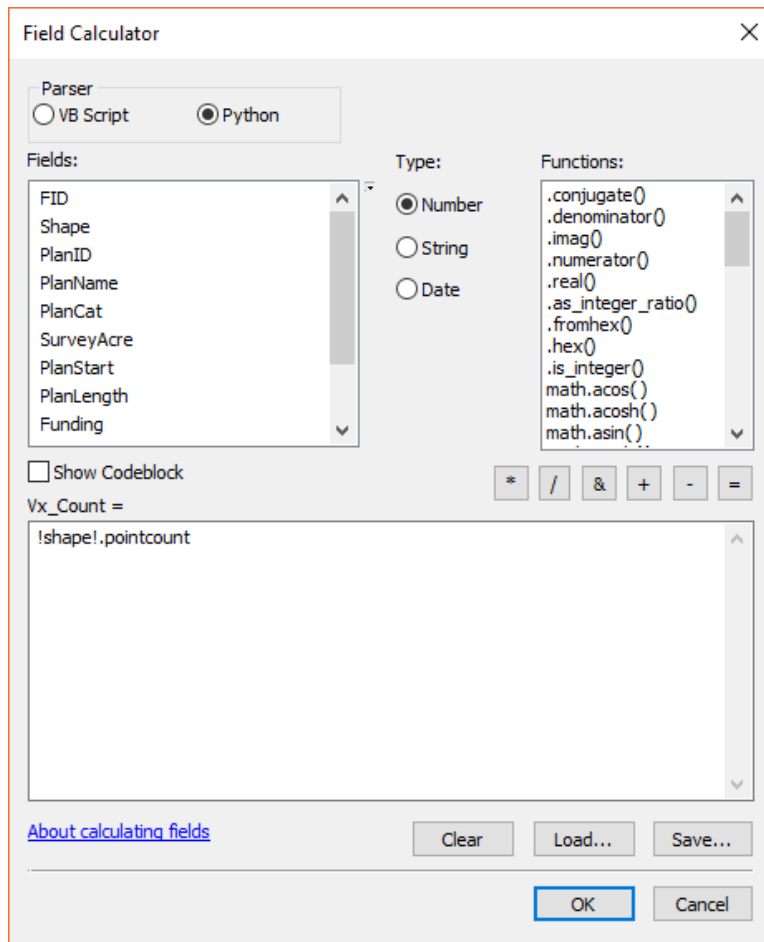 Field Calculator
Parser
VB Script
Python
Fields:
Type:
Functions:
FID
Shape
PlanID
PlanName
PlanCat
SurveyAcre
PlanStart
PlanLength
Funding
Number
String
Date
.conjugate()
.denominator()
.imag()
.numerator()
.real()
.as_integer_ratio()
.fromhex()
.hex()
.is_integer()
math.acos( )
math.acosh( )
math.asin( )
Show Codeblock
* / & + - =
Vx_Count =
!shape!.pointcount
About calculating fields
Clear
Load...
Save...
OK
Cancel